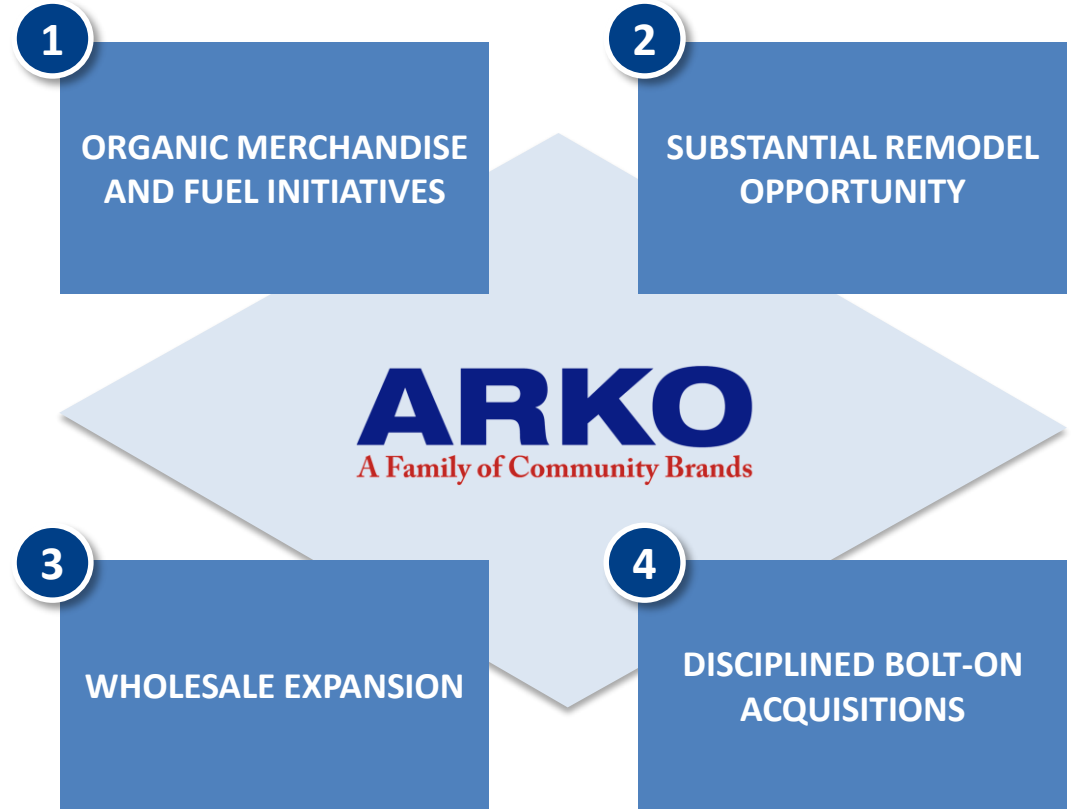 1
ORGANIC MERCHANDISE
AND FUEL INITIATIVES
2
SUBSTANTIAL REMODEL
OPPORTUNITY
ARKO
A Family of Community Brands
3
WHOLESALE EXPANSION
4
DISCIPLINED BOLT-ON
ACQUISITIONS